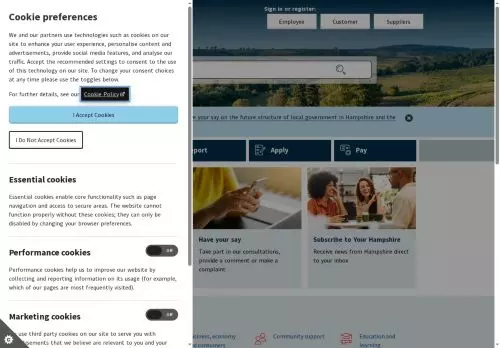 Cookie preferences
We and our partners use technologies such as cookies on our
site to enhance your user experience, personalise content and
advertisements, provide social media features, and analyse our
traffic. Accept the recommended settings to consent to the use
of this technology on our site. To change your consent choices
at any time please use the toggles below.
For further details, see our Cookie Policy
I Accept Cookies
I Do Not Accept Cookies
Essential cookies
Essential cookies enable core functionality such as page
navigation and access to secure areas. The website cannot
function properly without these cookies; they can only be
disabled by changing your browser preferences.
Performance cookies
Off
Performance cookies help us to improve our website by
collecting and reporting information on its usage (for example,
which of our pages are most frequently visited).
Marketing cookies
Off
use third party cookies on our site to serve you with
tisements that we believe are relevant to you and your
Sign in or register:
Employee
Customer
Suppliers
e your say on the future structure of local government in Hampshire and the
port
Apply
Pay
Have your say
Take part in our consultations,
provide a comment or make a
complaint
Subscribe to Your Hampshire
Receive news from Hampshire direct
to your inbox
usiness, economy
d consumers
Community support
Education and
learning